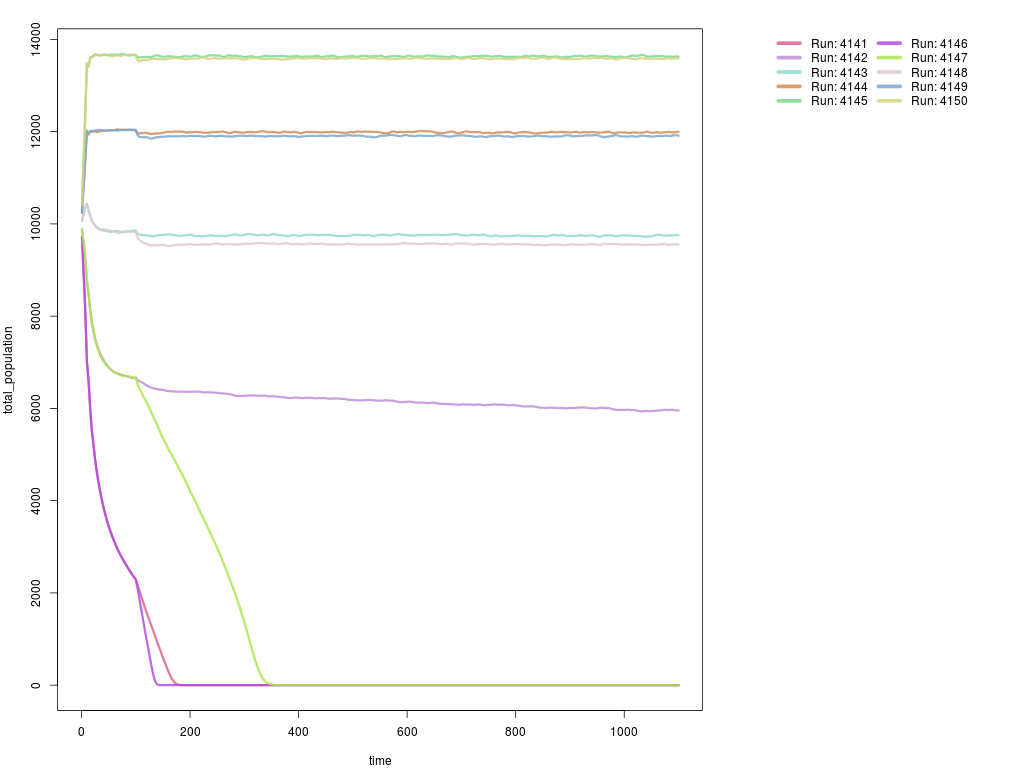 14000
12000
10000
8000
6000
4000
2000
0
total_population
0 200 400 600 800 1000
time
Run: 4141 Run: 4146
Run: 4142 Run: 4147
Run: 4143 Run: 4148
Run: 4144 Run: 4149
Run: 4145 Run: 4150